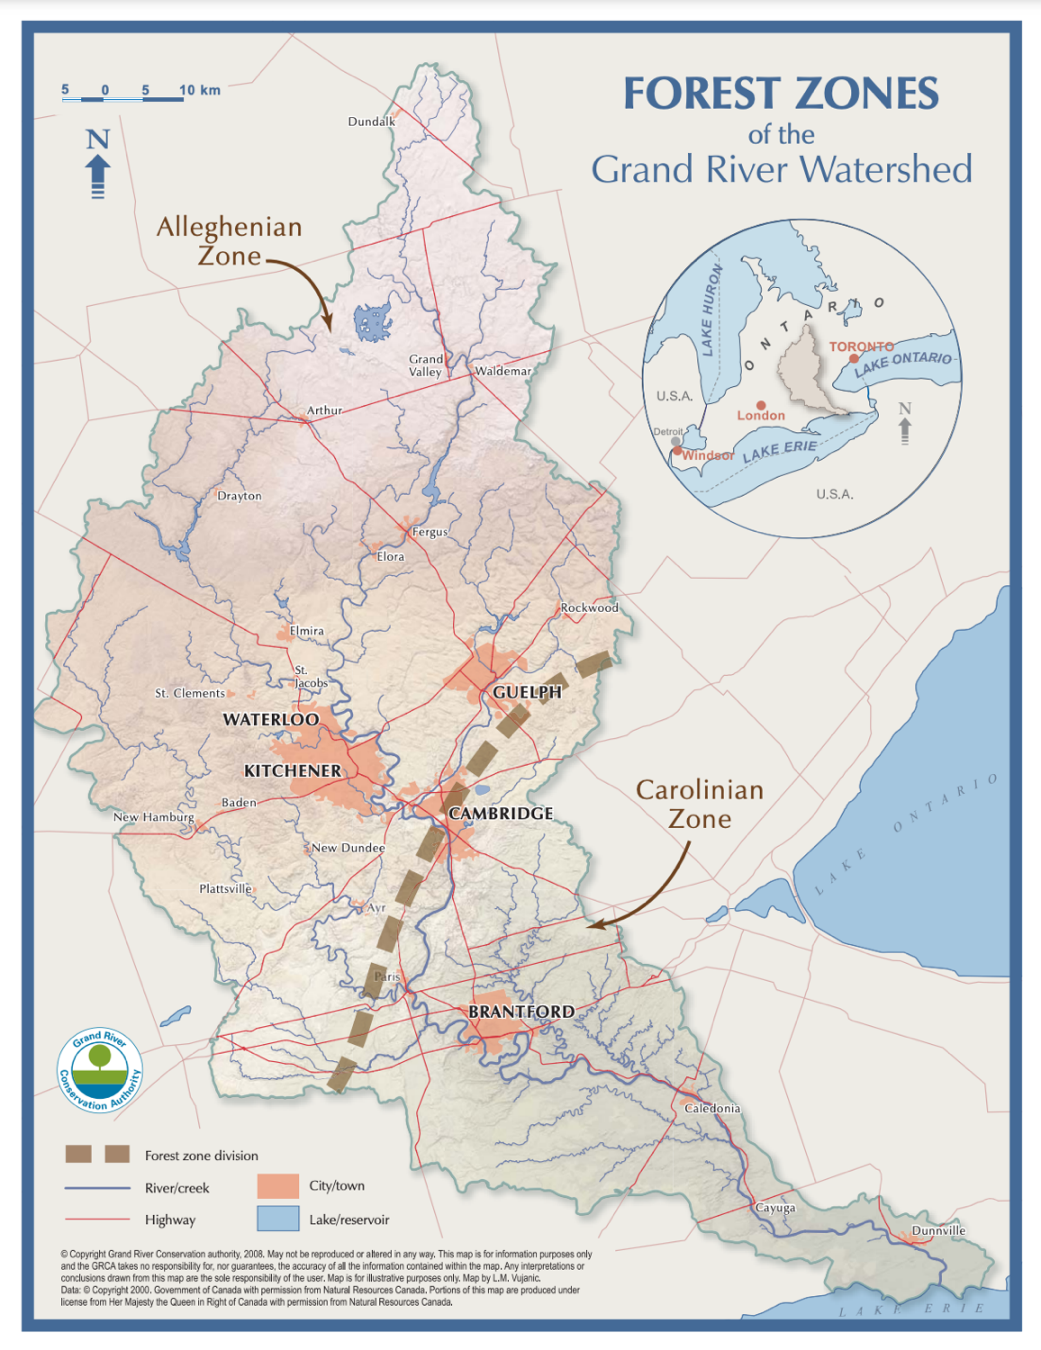 FOREST ZONES
of the
Grand River Watershed
5 0 5 10 km
N
Dundalk
Alleghenian
Zone
Grand
Valley
Waldemar
Arthur
Drayton
Fergus
Elora
Rockwood
Elmira
St.
Jacobs
St. Clements
GUELPH
WATERLOO
KITCHENER
Baden
New Hamburg
CAMBRIDGE
New Dundee
Plattsville
Ayr
Paris
BRANTFORD
Caledonia
Cayuga
Dunnville
Carolinian
Zone
LAKE ONTARIO
LAKE ERIE
LAKE HURON
ONTARIO
TORONTO
LAKE ONTARIO
U.S.A.
London
Detroit
Windsor
LAKE ERIE
N
U.S.A.
Grand River
Conservation Authority
Forest zone division
River/creek
City/town
Highway
Lake/reservoir
© Copyright Grand River Conservation authority, 2008. May not be reproduced or altered in any way. This map is for information purposes only
and the GRCA takes no responsibility for, nor guarantees, the accuracy of all the information contained within the map. Any interpretations or
conclusions drawn from this map are the sole responsibility of the user. Map is for illustrative purposes only. Map by L.M. Vujanic.
Data: © Copyright 2000. Government of Canada with permission from Natural Resources Canada. Portions of this map are produced under
license from Her Majesty the Queen in Right of Canada with permission from Natural Resources Canada.